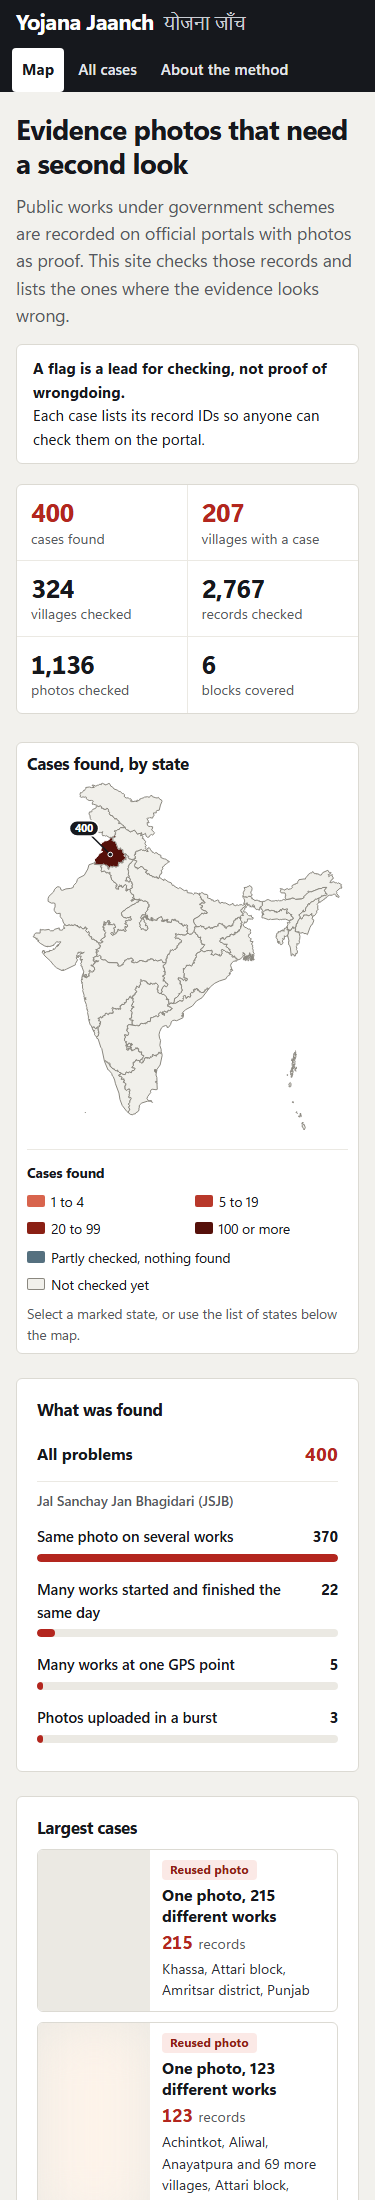 Yojana Jaanch योजना जाँच
Map All cases About the method
Evidence photos that need
a second look
Public works under government schemes
are recorded on official portals with photos
as proof. This site checks those records and
lists the ones where the evidence looks
wrong.
A flag is a lead for checking, not proof of
wrongdoing.
Each case lists its record IDs so anyone can
check them on the portal.
400
cases found
207
villages with a case
324
villages checked
2,767
records checked
1,136
photos checked
6
blocks covered
Cases found, by state
400
Cases found
1 to 4
5 to 19
20 to 99
100 or more
Partly checked, nothing found
Not checked yet
Select a marked state, or use the list of states below
the map.
What was found
All problems 400
Jal Sanchay Jan Bhagidari (JSJB)
Same photo on several works 370
Many works started and finished the 22
same day
Many works at one GPS point 5
Photos uploaded in a burst 3
Largest cases
Reused photo
One photo, 215
different works
215 records
Khassa, Attari block,
Amritsar district, Punjab
Reused photo
One photo, 123
different works
123 records
Achintkot, Aliwal,
Anayatpura and 69 more
villages, Attari block,